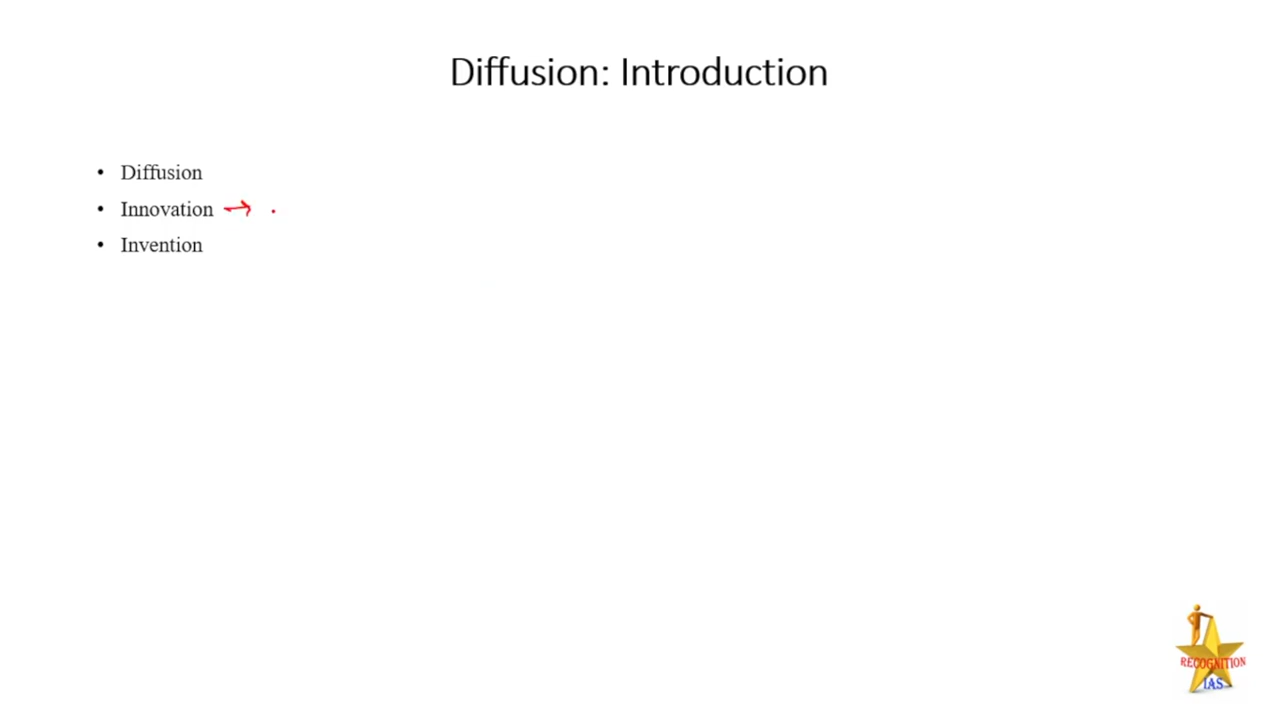 Diffusion: Introduction
• Diffusion
• Innovation →
• Invention
RECOGNITION
IAS